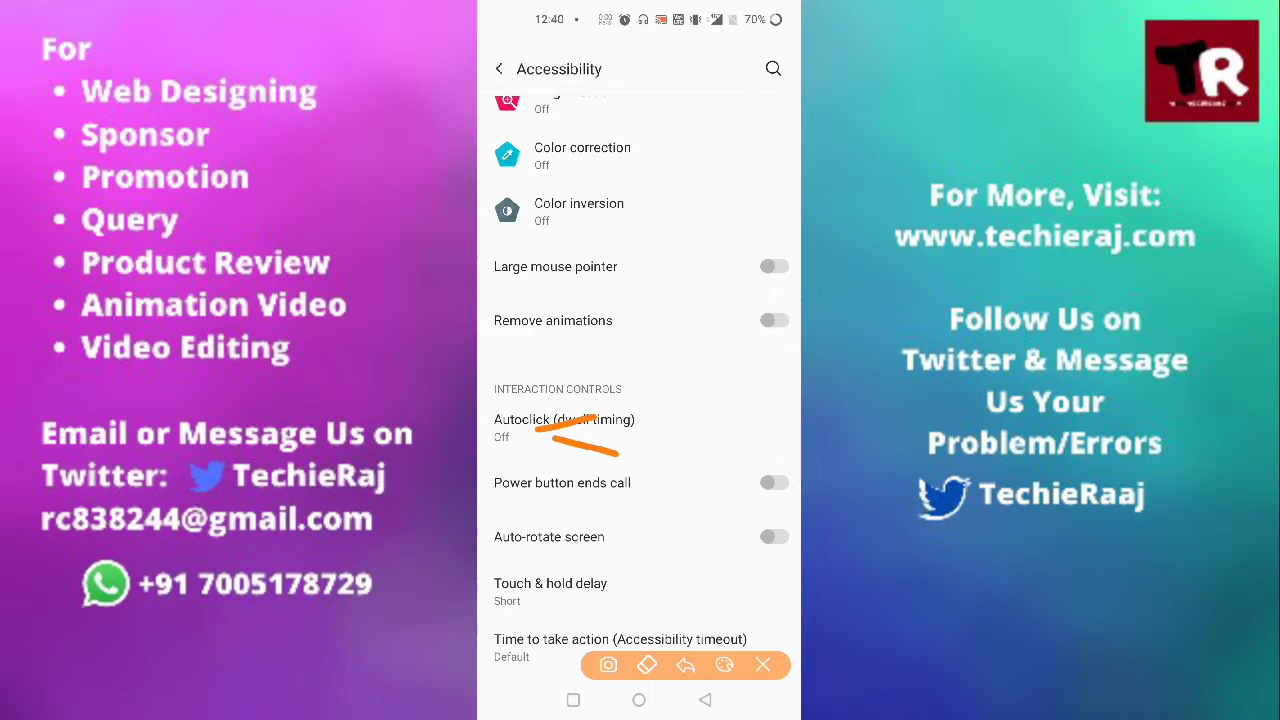 For
• Web Designing
• Sponsor
• Promotion
• Query
• Product Review
• Animation Video
• Video Editing
Email or Message Us on
Twitter: TechieRaj
rc838244@gmail.com
+91 7005178729
12:40 • 70%
Accessibility
Off
Color correction
Off
Color inversion
Off
Large mouse pointer
Remove animations
INTERACTION CONTROLS
Autoclick (dwell timing)
Off
Power button ends call
Auto-rotate screen
Touch & hold delay
Short
Time to take action (Accessibility timeout)
Default
TR
For More, Visit:
www.techieraj.com
Follow Us on
Twitter & Message
Us Your
Problem/Errors
TechieRaaj